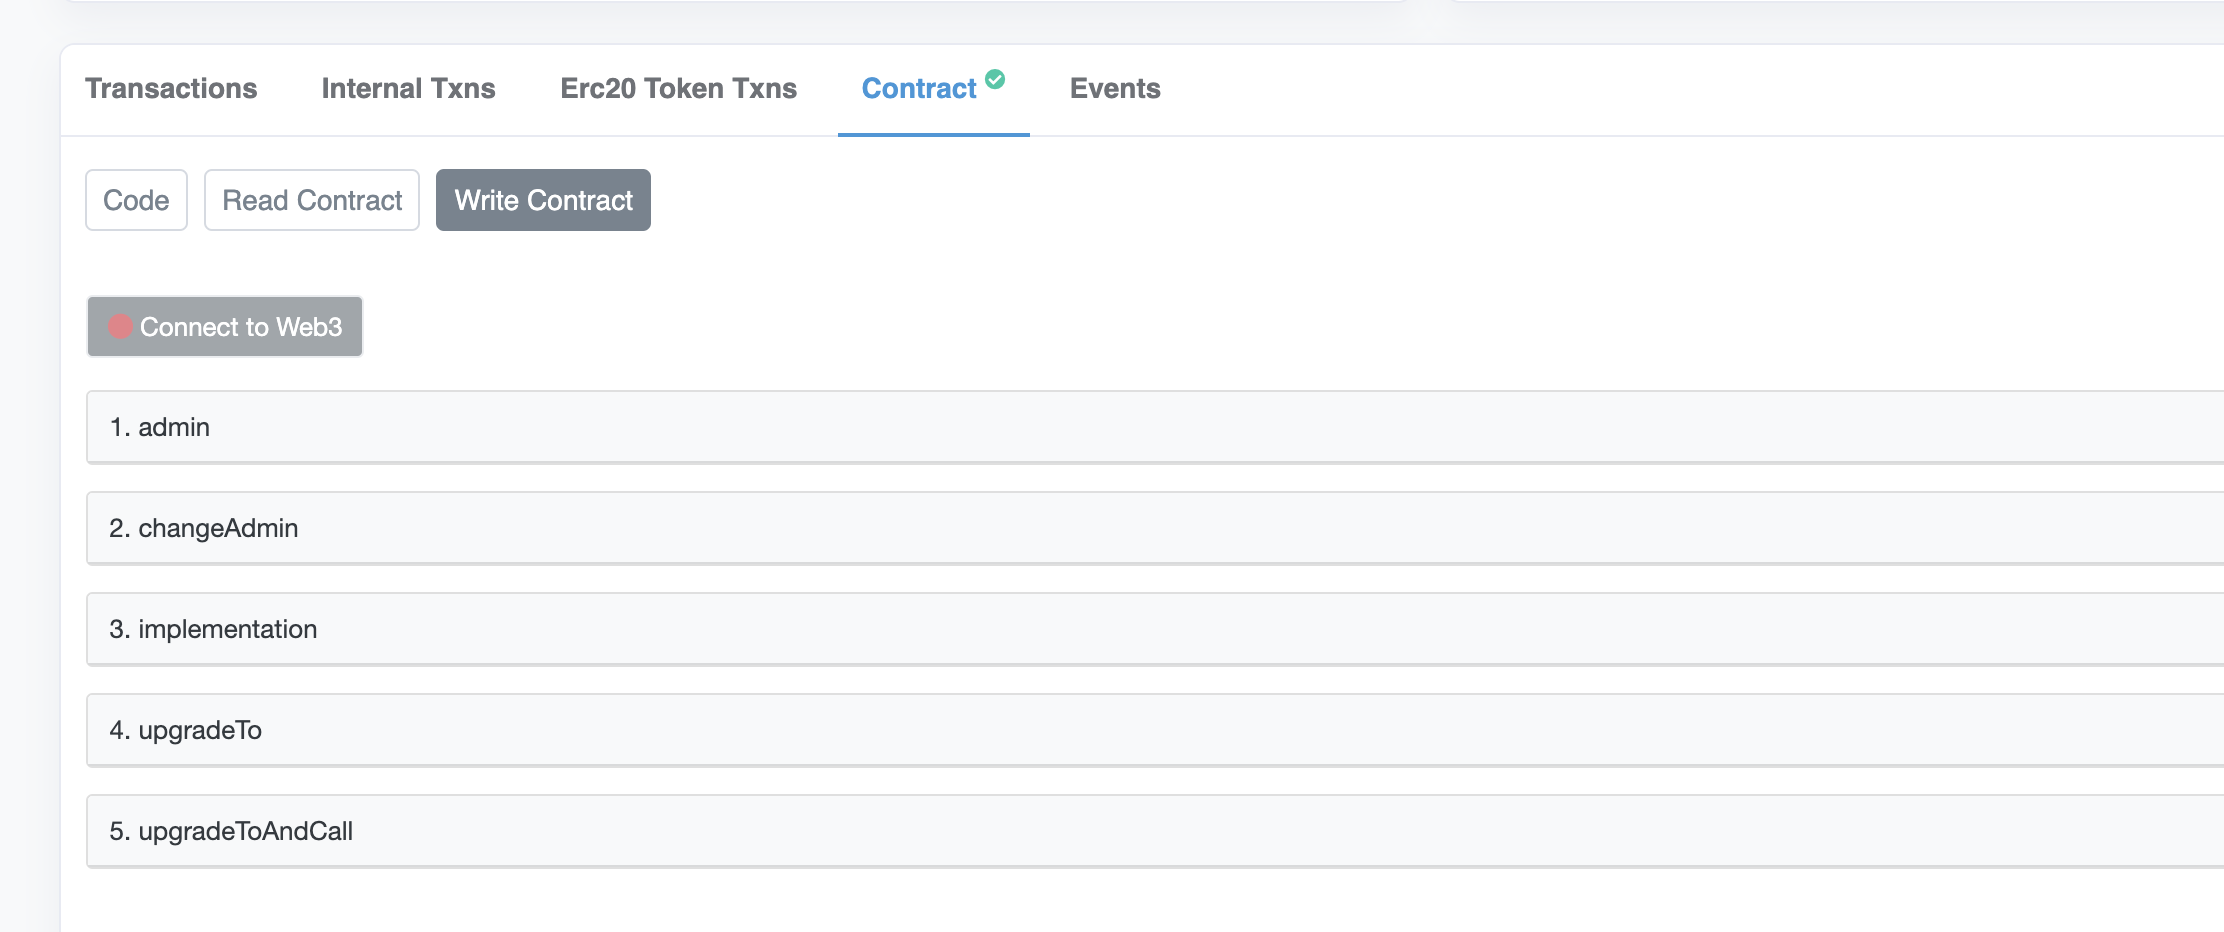 Transactions Internal Txns Erc20 Token Txns Contract Events
Code Read Contract Write Contract
Connect to Web3
1. admin
2. changeAdmin
3. implementation
4. upgradeTo
5. upgradeToAndCall